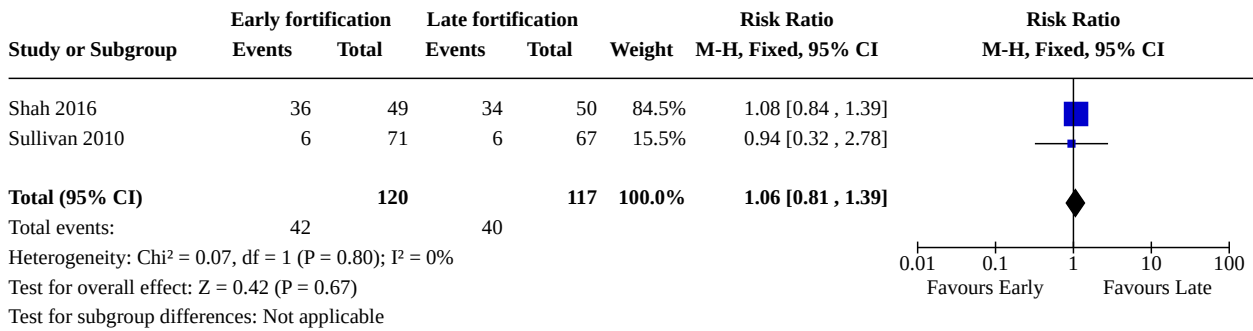 Early fortification Late fortification Risk Ratio Risk Ratio
Study or Subgroup Events Total Events Total Weight M-H, Fixed, 95% CI M-H, Fixed, 95% CI
Shah 2016 36 49 34 50 84.5% 1.08 [0.84 , 1.39]
Sullivan 2010 6 71 6 67 15.5% 0.94 [0.32 , 2.78]
Total (95% CI) 120 117 100.0% 1.06 [0.81 , 1.39]
Total events: 42 40
Heterogeneity: Chi² = 0.07, df = 1 (P = 0.80); I² = 0%
0.01 0.1 1 10 100
Test for overall effect: Z = 0.42 (P = 0.67)
Favours Early Favours Late
Test for subgroup differences: Not applicable